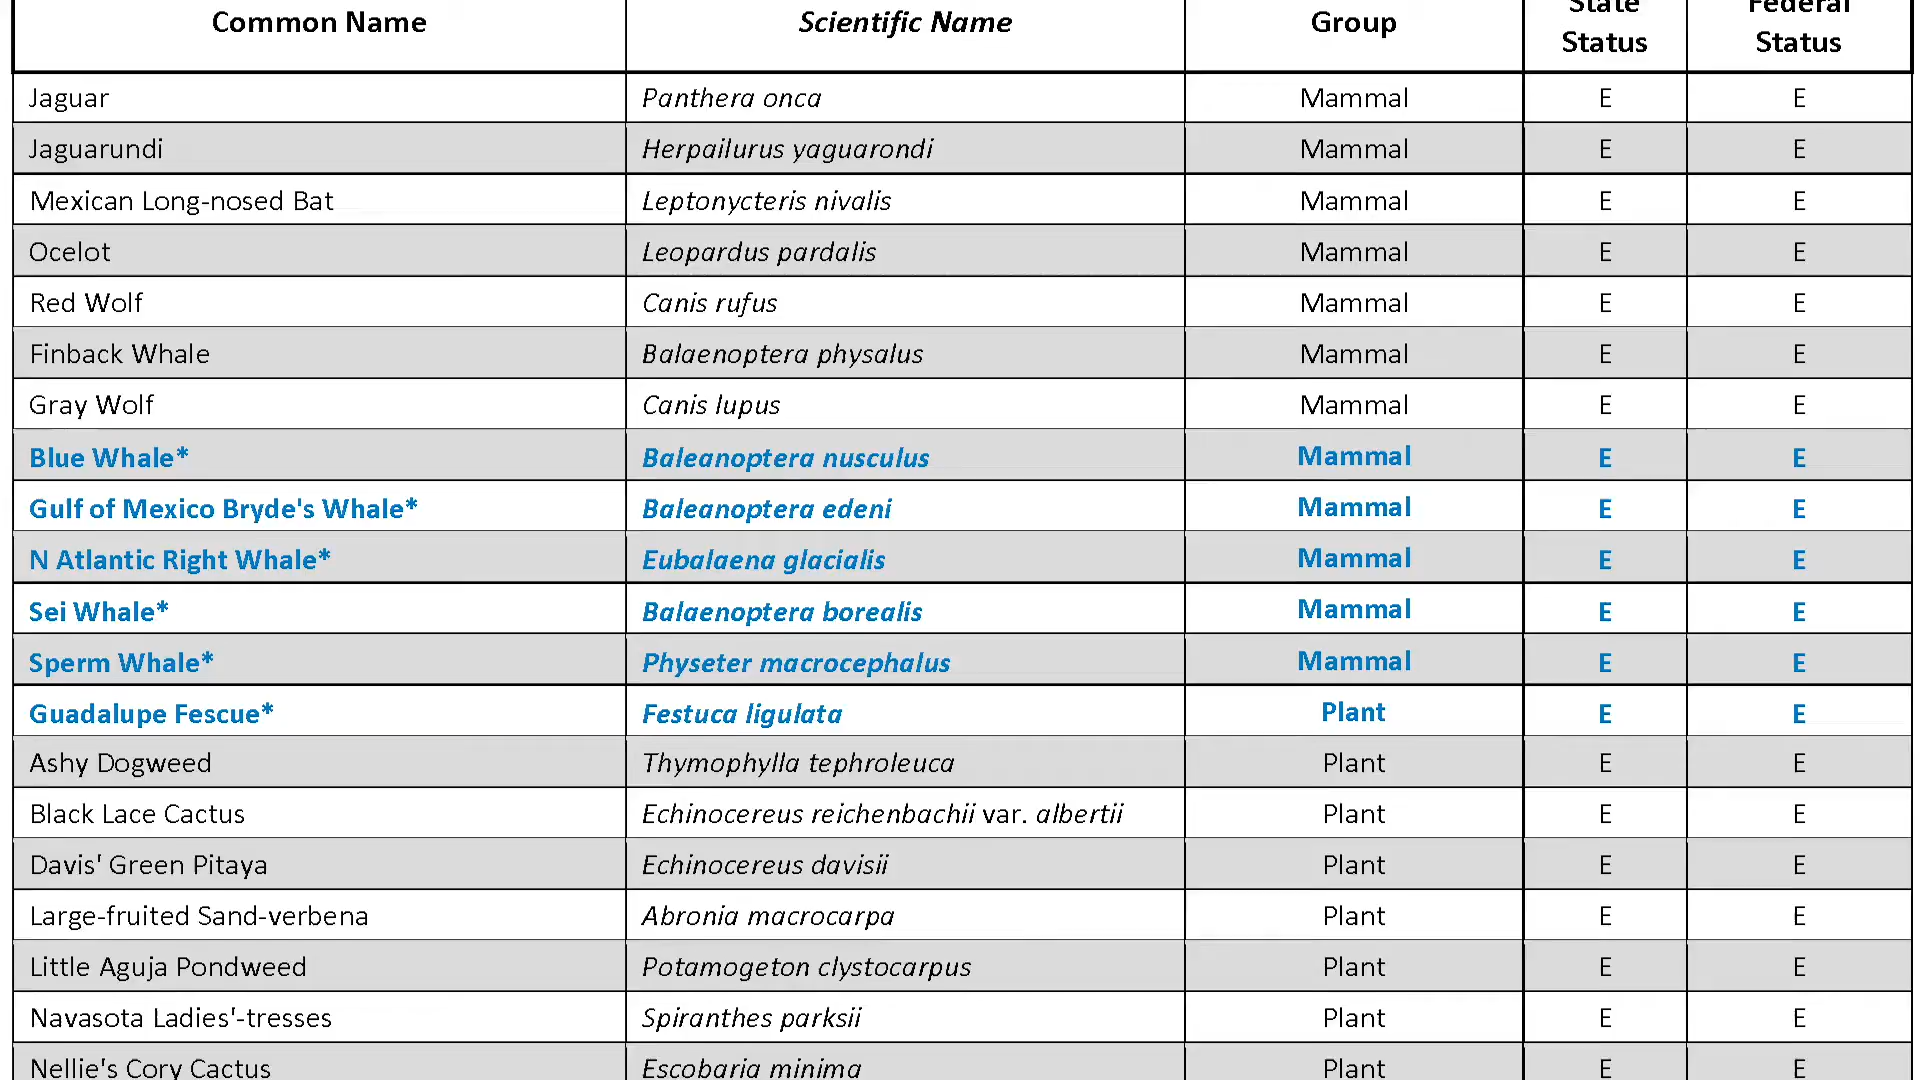 Common Name Scientific Name Group State Status Federal Status
Jaguar Panthera onca Mammal E E
Jaguarundi Herpailurus yaguarondi Mammal E E
Mexican Long-nosed Bat Leptonycteris nivalis Mammal E E
Ocelot Leopardus pardalis Mammal E E
Red Wolf Canis rufus Mammal E E
Finback Whale Balaenoptera physalus Mammal E E
Gray Wolf Canis lupus Mammal E E
Blue Whale* Baleanoptera nusculus Mammal E E
Gulf of Mexico Bryde's Whale* Baleanoptera edeni Mammal E E
N Atlantic Right Whale* Eubalaena glacialis Mammal E E
Sei Whale* Balaenoptera borealis Mammal E E
Sperm Whale* Physeter macrocephalus Mammal E E
Guadalupe Fescue* Festuca ligulata Plant E E
Ashy Dogweed Thymophylla tephroleuca Plant E E
Black Lace Cactus Echinocereus reichenbachii var. albertii Plant E E
Davis' Green Pitaya Echinocereus davisii Plant E E
Large-fruited Sand-verbena Abronia macrocarpa Plant E E
Little Aguja Pondweed Potamogeton clystocarpus Plant E E
Navasota Ladies'-tresses Spiranthes parksii Plant E E
Nellie's Cory Cactus Escobaria minima Plant E E